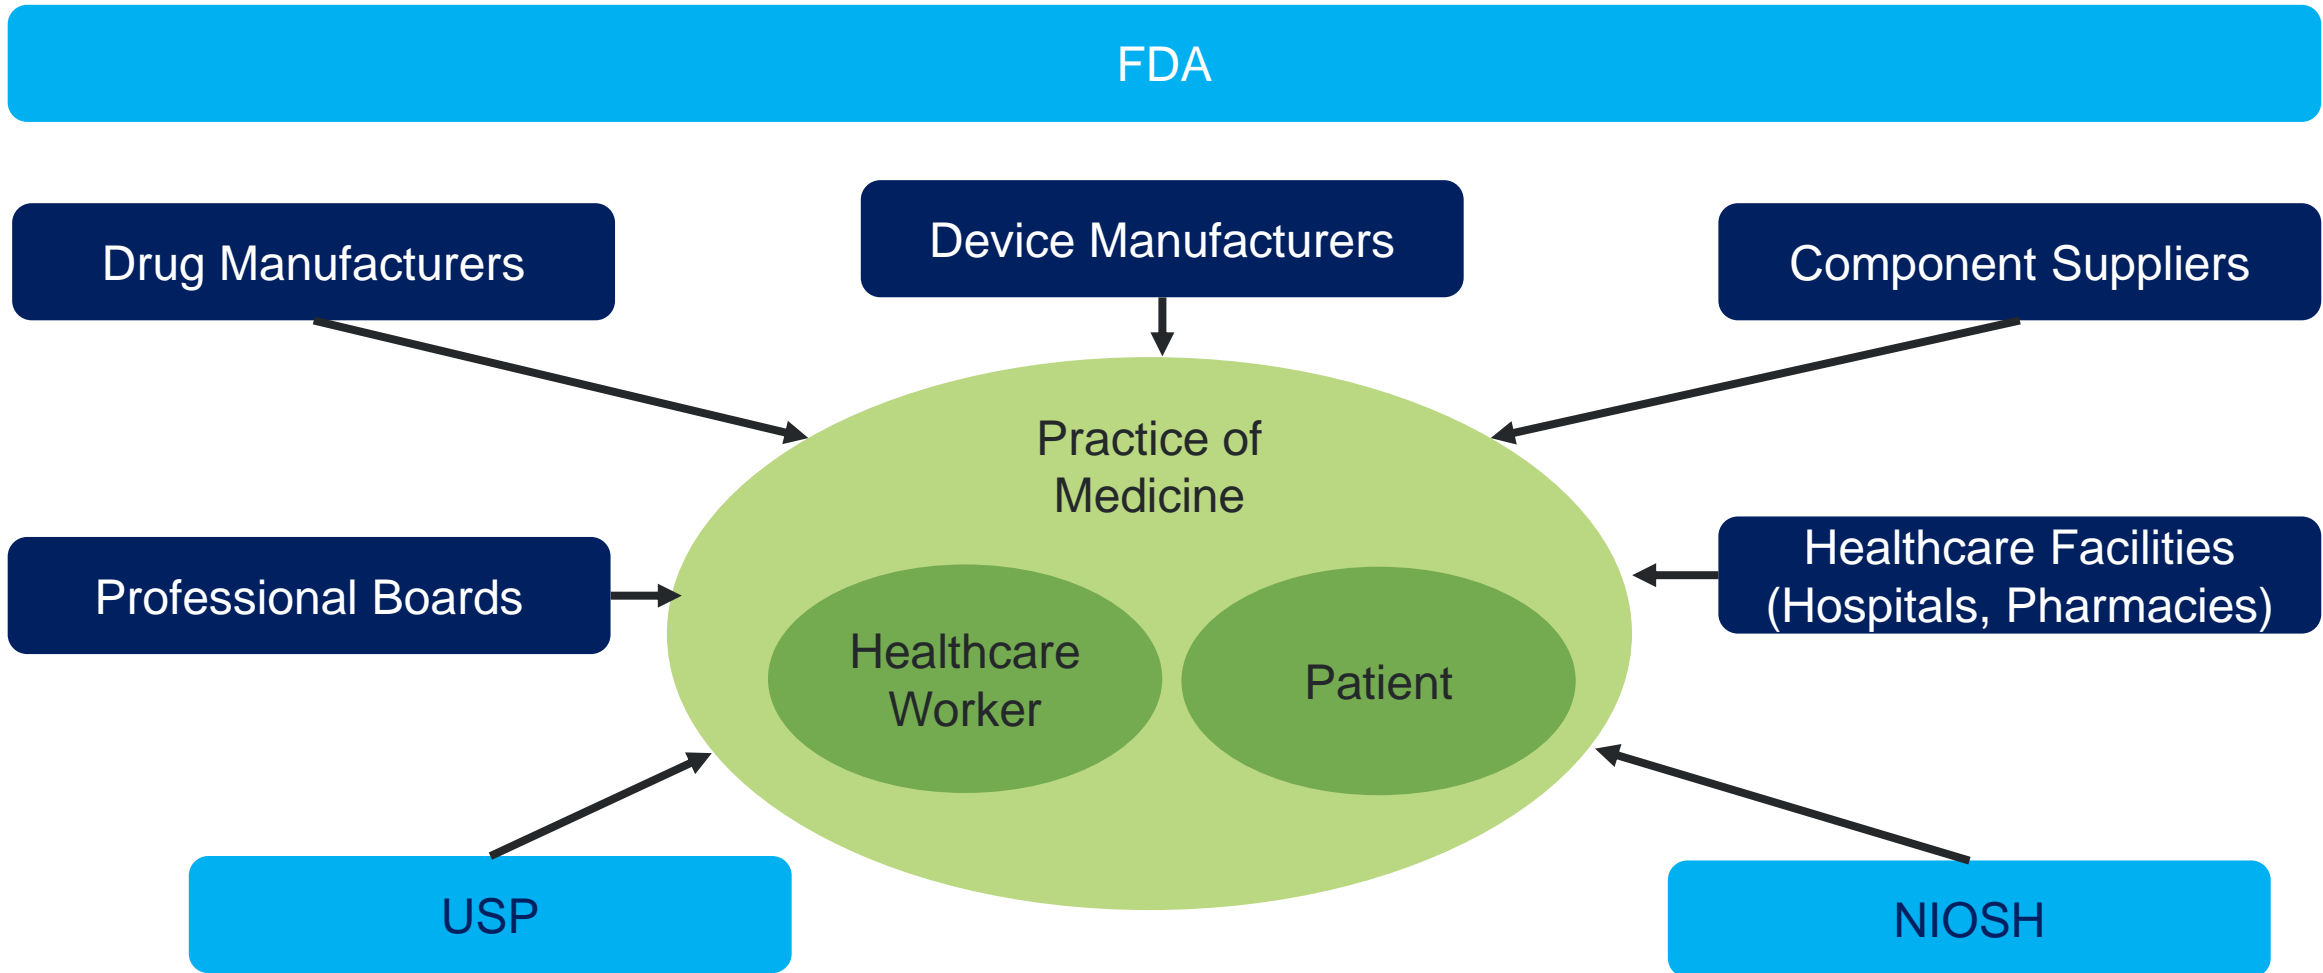 FDA
Drug Manufacturers
Device Manufacturers
Component Suppliers
Practice of
Medicine
Professional Boards
Healthcare Facilities
(Hospitals, Pharmacies)
Healthcare
Worker
Patient
USP
NIOSH